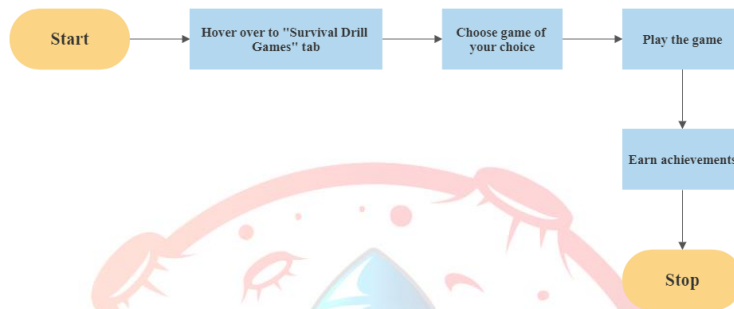 Start
Hover over to "Survival Drill
Games" tab
Choose game of
your choice
Play the game
Earn achievements
Stop